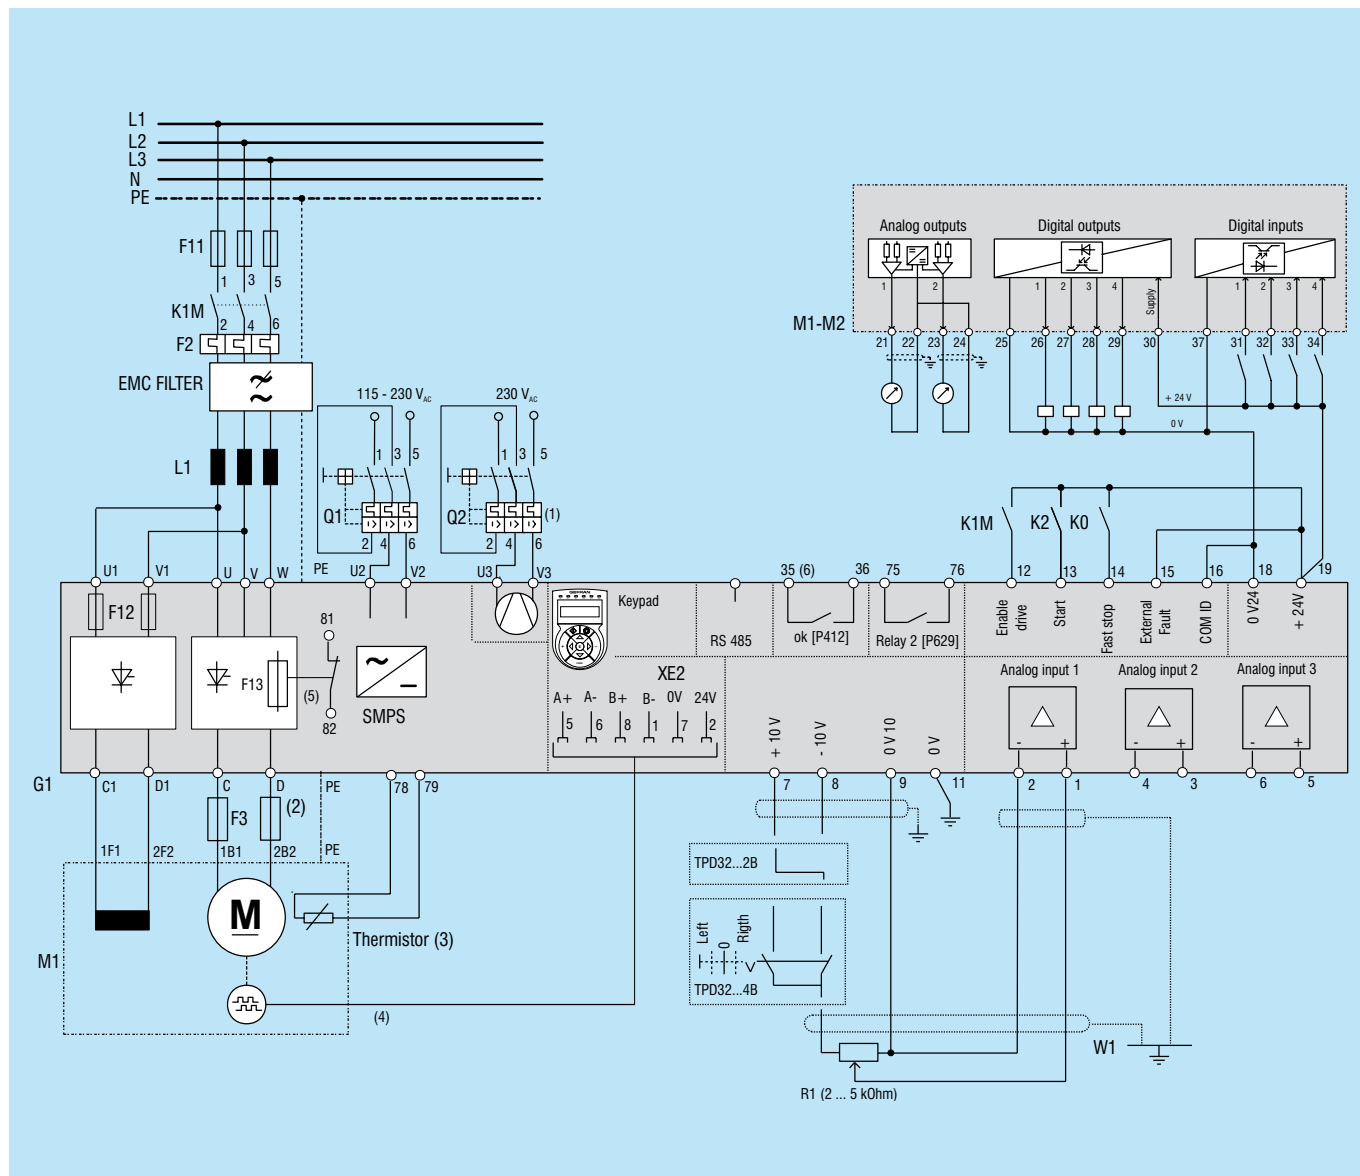 L1
L2
L3
N
PE
F11
1 3 5
K1M
2 4 6
F2
EMC FILTER
L1
115 - 230 VAC
1 3 5
Q1
2 4 6
230 VAC
1 3 5
Q2 (1)
2 4 6
M1-M2
Analog outputs
1 2
Digital outputs
1 2 3 4
Supply
Digital inputs
1 2 3 4
21 22 23 24 25 26 27 28 29 30 37 31 32 33 34
+ 24 V
0 V
K1M K2 K0
U1 V1 U V W PE U2 V2 U3 V3
35 (6) 36 75 76 12 13 14 15 16 18 19
F12
F13
(5)
81
82
SMPS
GEFRAN
Keypad
RS 485
ok [P412]
Relay 2 [P629]
Enable drive
Start
Fast stop
External Fault
COM ID
0 V24
+ 24V
XE2
A+ A- B+ B- 0V 24V
5 6 8 1 7 2
+ 10 V
- 10 V
0 V 10
0 V
Analog input 1
- +
Analog input 2
- +
Analog input 3
- +
G1
C1 D1 C D PE 78 79
7 8 9 11 2 1 4 3 6 5
F3 (2)
1F1 2F2 1B1 2B2 PE
M1
M
Thermistor (3)
(4)
TPD32...2B
Left
0
Rigth
TPD32...4B
W1
R1 (2 ... 5 kOhm)